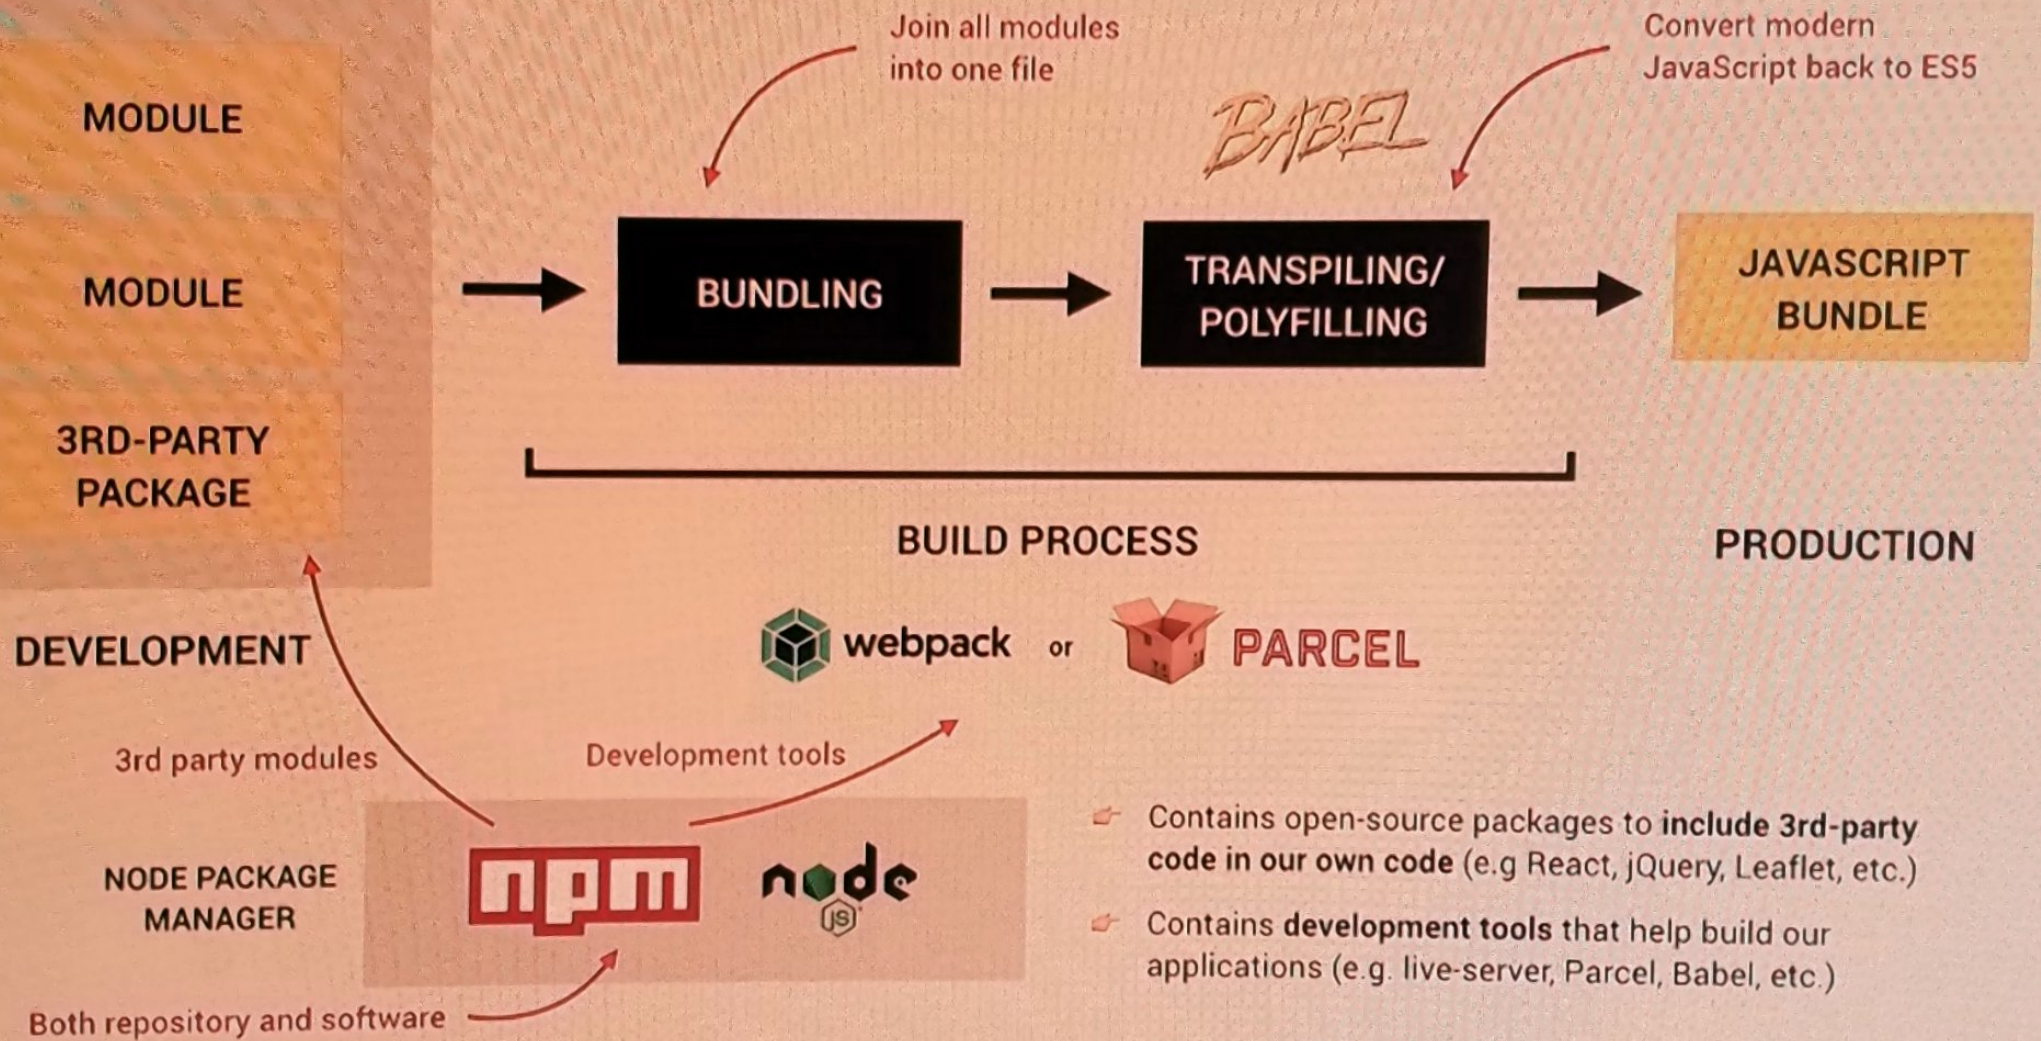 Join all modules
into one file
Convert modern
JavaScript back to ES5
BABEL
MODULE
MODULE
3RD-PARTY
PACKAGE
BUNDLING
TRANSPILING/
POLYFILLING
JAVASCRIPT
BUNDLE
DEVELOPMENT
BUILD PROCESS
PRODUCTION
webpack or PARCEL
3rd party modules
Development tools
NODE PACKAGE
MANAGER
npm
node
JS
Both repository and software
Contains open-source packages to include 3rd-party
code in our own code (e.g React, jQuery, Leaflet, etc.)
Contains development tools that help build our
applications (e.g. live-server, Parcel, Babel, etc.)